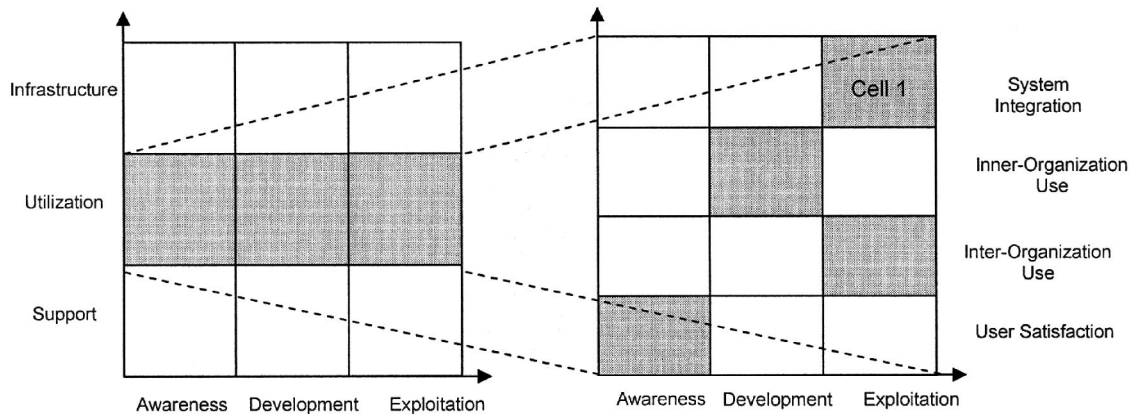 Infrastructure
Utilization
Support
Awareness Development Exploitation
Cell 1
System
Integration
Inner-Organization
Use
Inter-Organization
Use
User Satisfaction
Awareness Development Exploitation